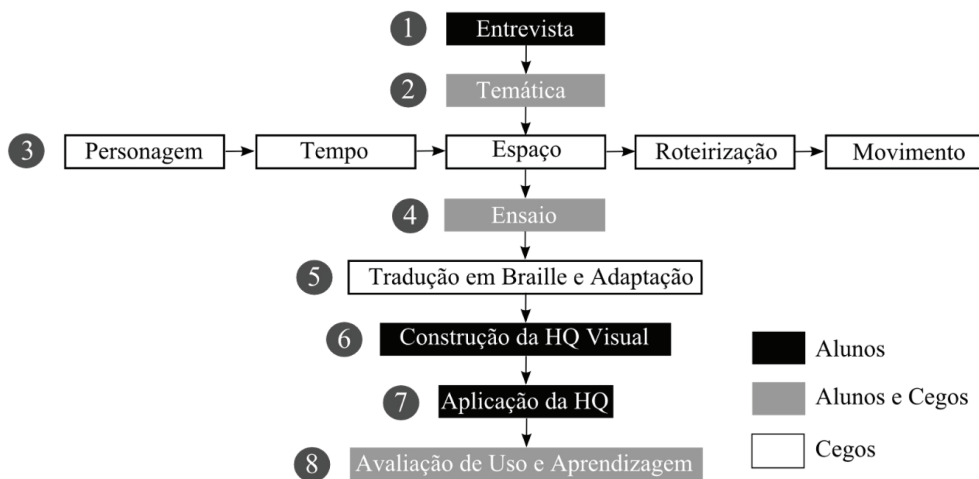 1 Entrevista
2 Temática
3 Personagem Tempo Espaço Roteirização Movimento
4 Ensaio
5 Tradução em Braille e Adaptação
6 Construção da HQ Visual
7 Aplicação da HQ
8 Avaliação de Uso e Aprendizagem
Alunos
Alunos e Cegos
Cegos